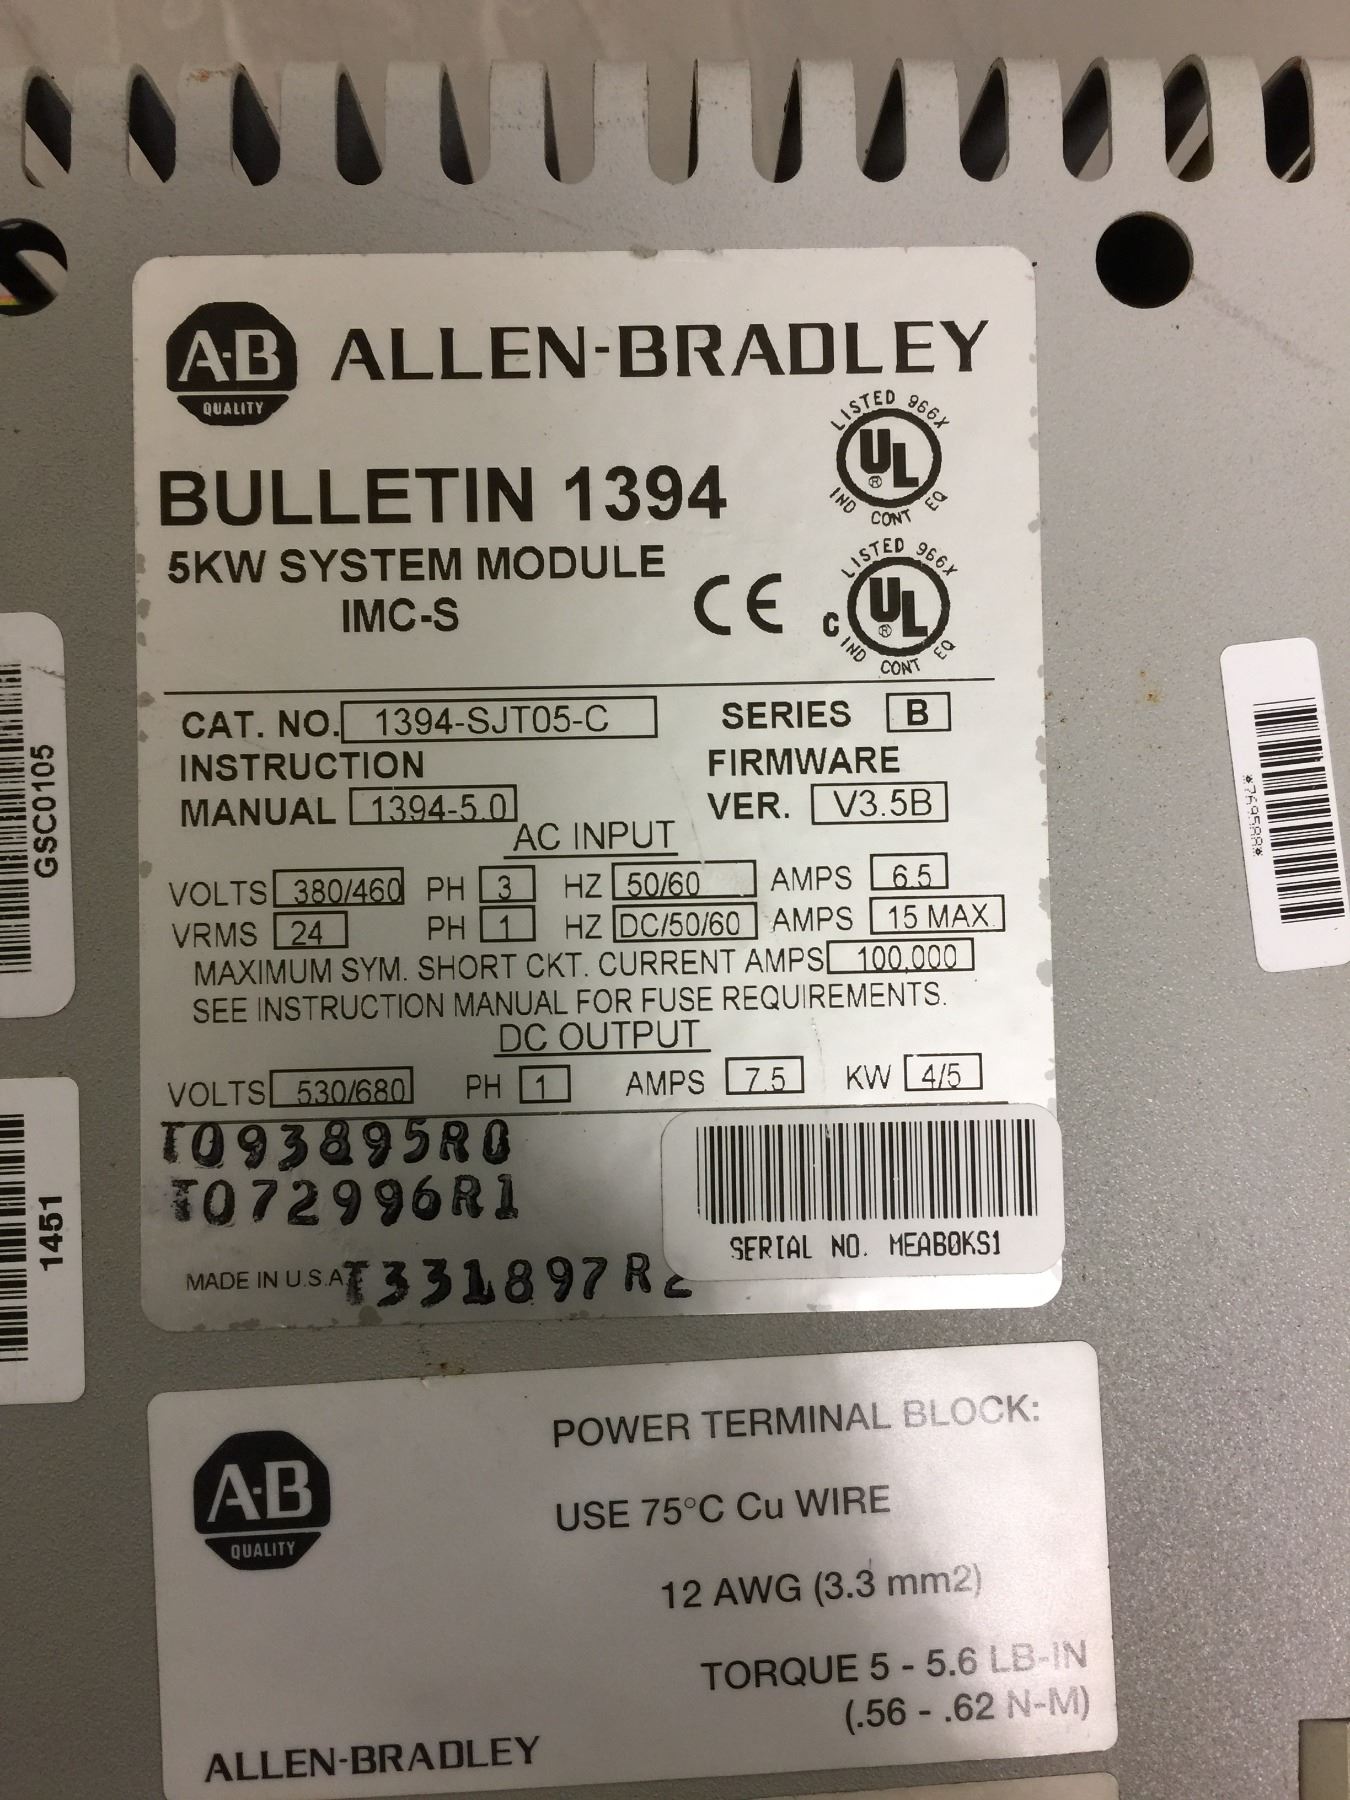 A-B ALLEN-BRADLEY
QUALITY
LISTED 966X
UL
®
IND CONT EQ
BULLETIN 1394
5KW SYSTEM MODULE
IMC-S
CE
LISTED 966X
C UL
®
IND CONT EQ
CAT. NO. 1394-SJT05-C SERIES B
INSTRUCTION FIRMWARE
MANUAL 1394-5.0 VER. V3.5B
AC INPUT
VOLTS 380/460 PH 3 HZ 50/60 AMPS 6.5
VRMS 24 PH 1 HZ DC/50/60 AMPS 15 MAX.
MAXIMUM SYM. SHORT CKT. CURRENT AMPS 100,000
SEE INSTRUCTION MANUAL FOR FUSE REQUIREMENTS.
DC OUTPUT
VOLTS 530/680 PH 1 AMPS 7.5 KW 4/5
T093895R0
T072996R1
SERIAL NO. MEAB0KS1
MADE IN U.S.A T331897R2
GSC0105
1451
A-B
QUALITY
POWER TERMINAL BLOCK:
USE 75°C Cu WIRE
12 AWG (3.3 mm2)
TORQUE 5 - 5.6 LB-IN
(.56 - .62 N-M)
ALLEN-BRADLEY